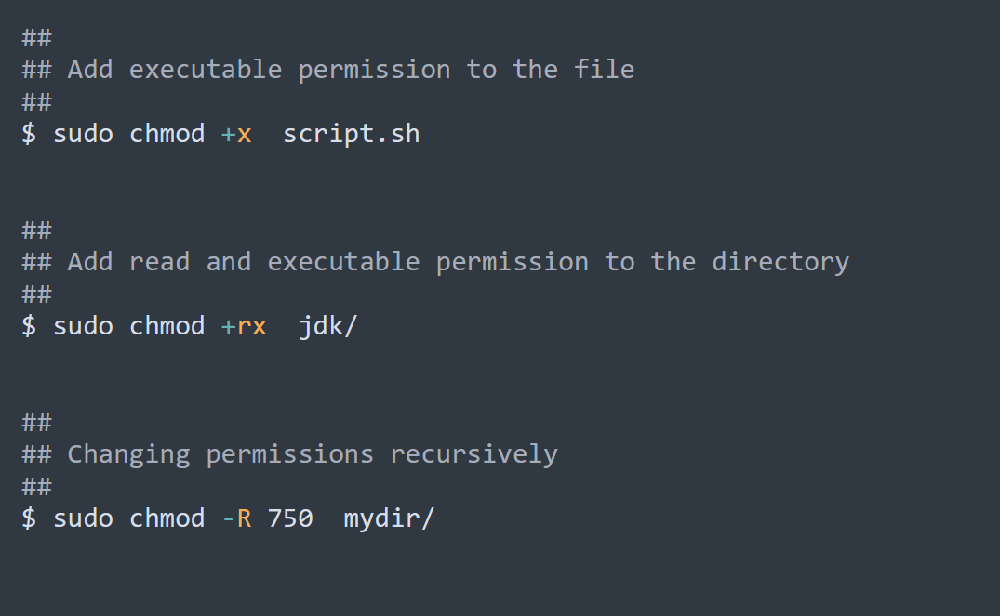 ##
## Add executable permission to the file
##
$ sudo chmod +x  script.sh
##
## Add read and executable permission to the directory
##
$ sudo chmod +rx  jdk/
##
## Changing permissions recursively
##
$ sudo chmod -R 750  mydir/